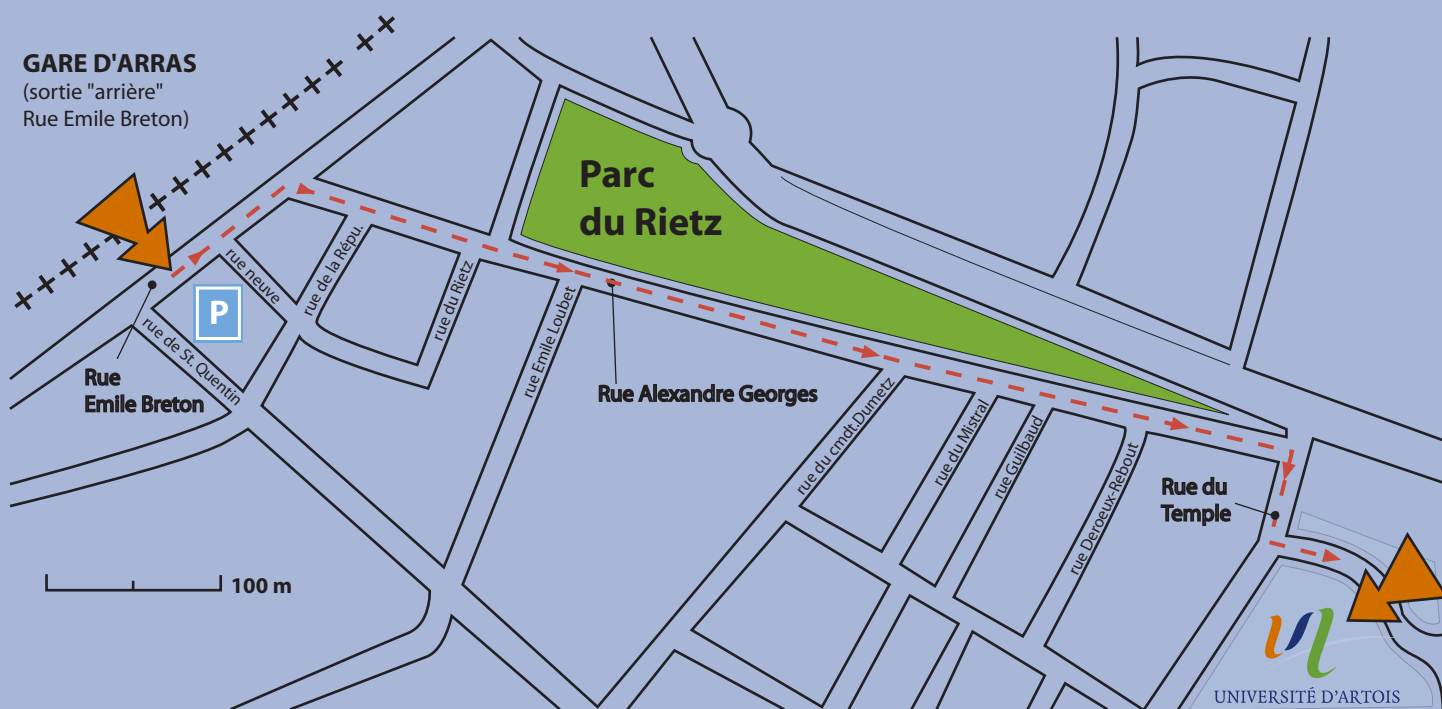 GARE D'ARRAS
(sortie "arrière"
Rue Emile Breton)
Parc
du Rietz
rue neuve
rue de la Répu.
P
rue du Rietz
rue de St. Quentin
rue Emile Loubet
Rue
Emile Breton
Rue Alexandre Georges
rue du cmdt.Dumetz
rue du Mistral
rue Guilbaud
rue Deroeux-Rebout
Rue du
Temple
100 m
UNIVERSITÉ D'ARTOIS